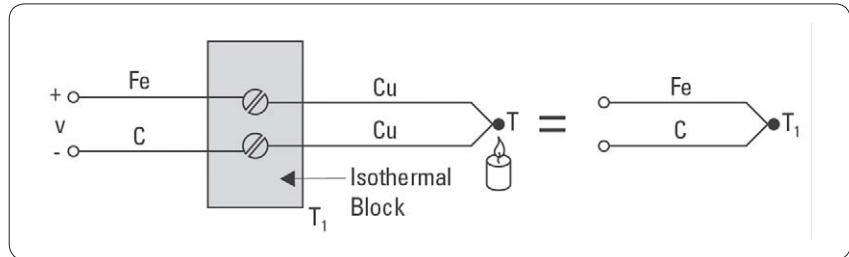 + Fe Cu Fe
v T = T1
- C Cu C
Isothermal
Block
T1